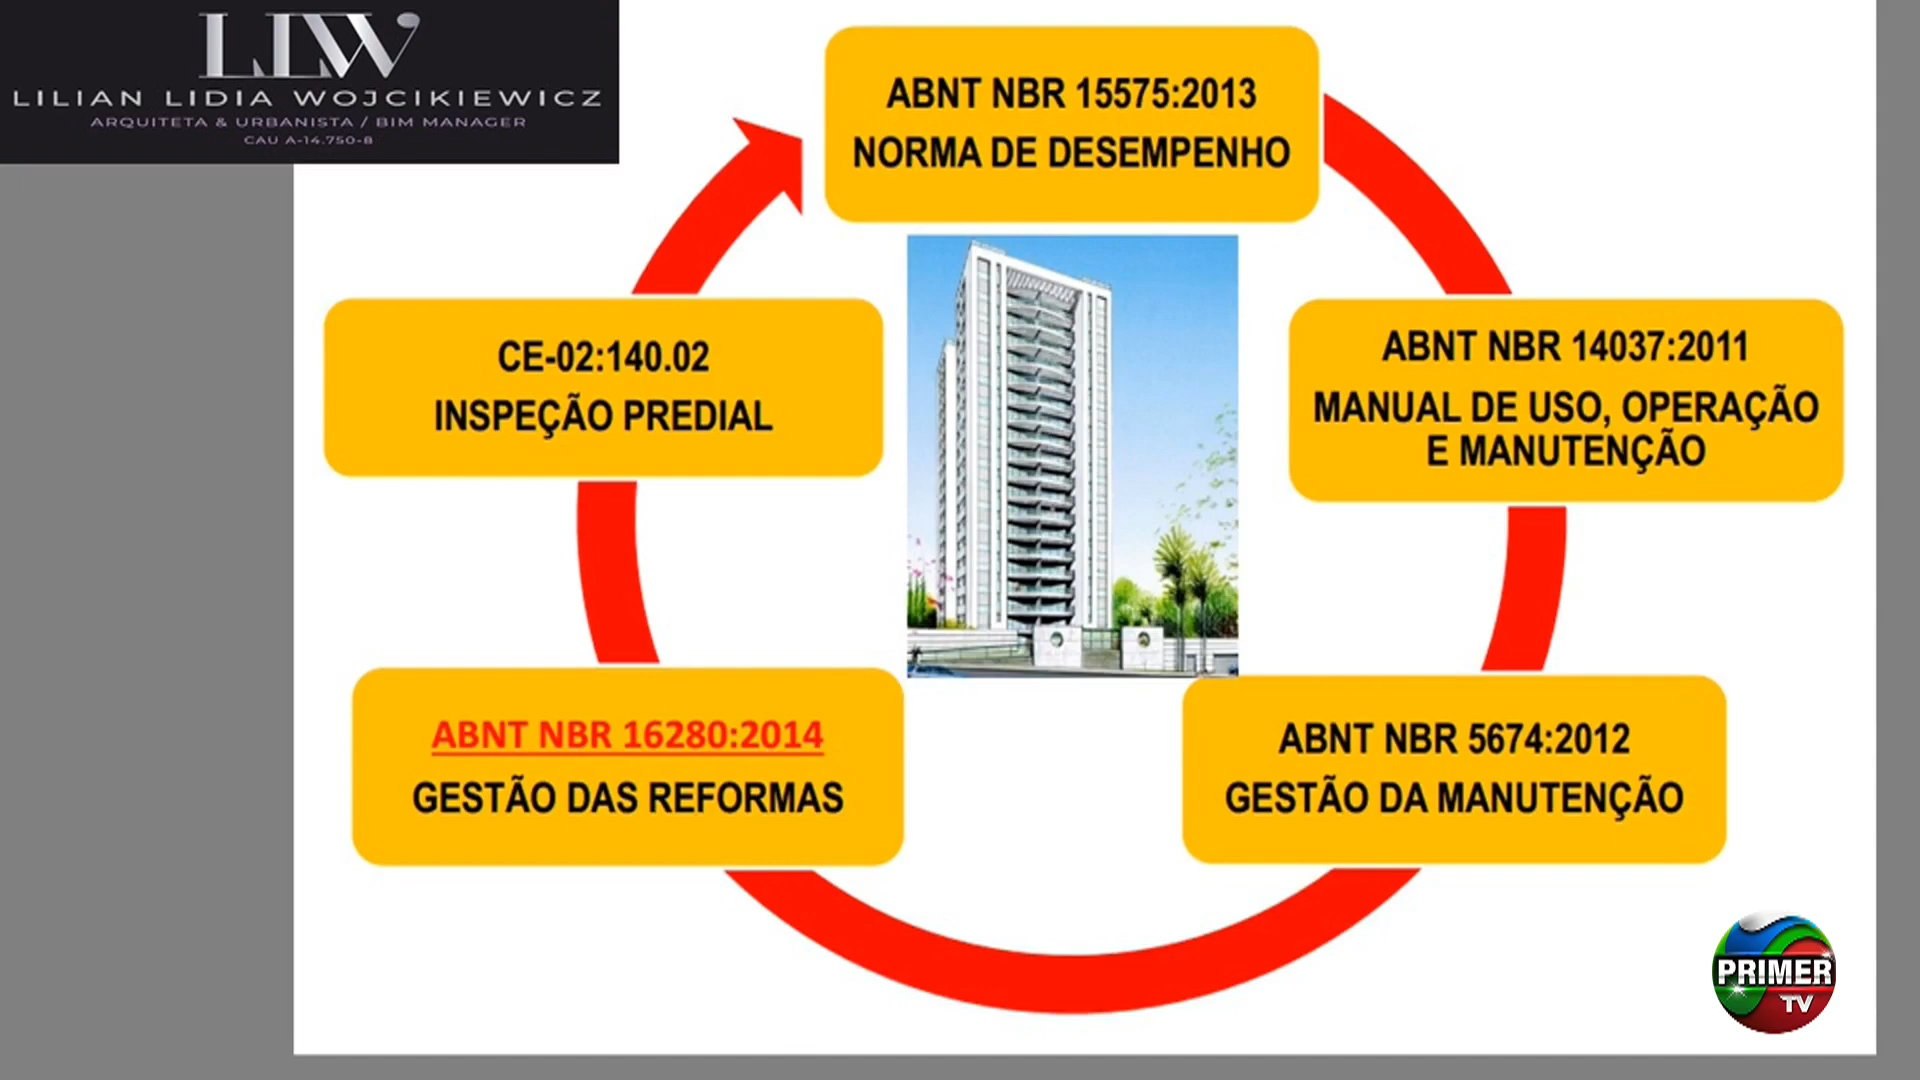 LIW
LILIAN LIDIA WOJCIKIEWICZ
ARQUITETA & URBANISTA / BIM MANAGER
CAU A-14.750-8
ABNT NBR 15575:2013
NORMA DE DESEMPENHO
CE-02:140.02
INSPEÇÃO PREDIAL
ABNT NBR 14037:2011
MANUAL DE USO, OPERAÇÃO
E MANUTENÇÃO
ABNT NBR 16280:2014
GESTÃO DAS REFORMAS
ABNT NBR 5674:2012
GESTÃO DA MANUTENÇÃO
PRIMER
TV